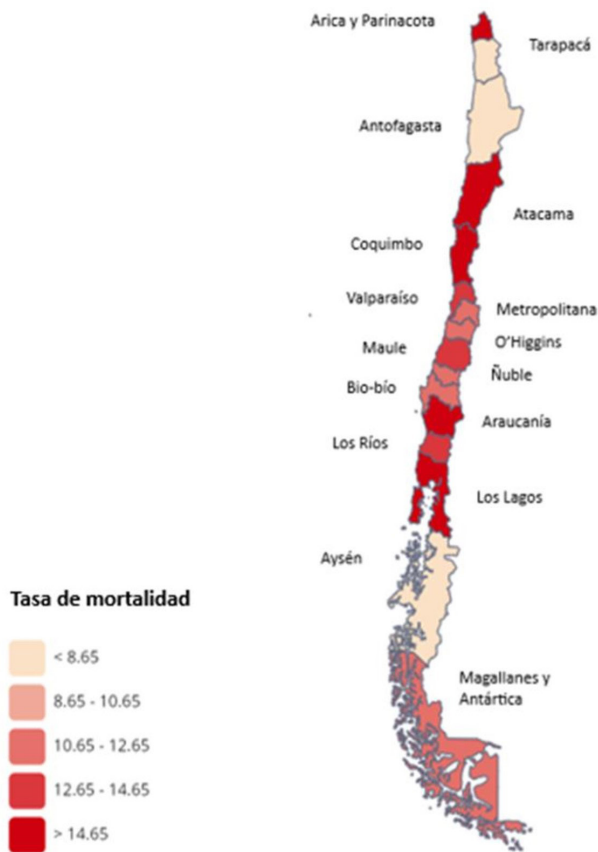 Arica y Parinacota
Tarapacá
Antofagasta
Atacama
Coquimbo
Valparaíso
Metropolitana
O'Higgins
Maule
Ñuble
Bio-bío
Araucanía
Los Ríos
Los Lagos
Aysén
Tasa de mortalidad
< 8.65
8.65 - 10.65
10.65 - 12.65
12.65 - 14.65
> 14.65
Magallanes y
Antártica